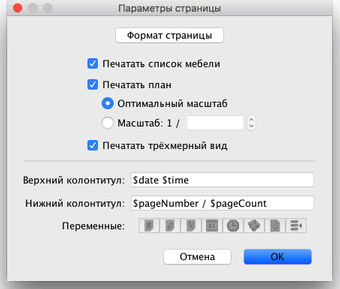 Параметры страницы
Формат страницы
Печатать список мебели
Печатать план
Оптимальный масштаб
Масштаб: 1 /
Печатать трёхмерный вид
Верхний колонтитул: $date $time
Нижний колонтитул: $pageNumber / $pageCount
Переменные:
Отмена OK